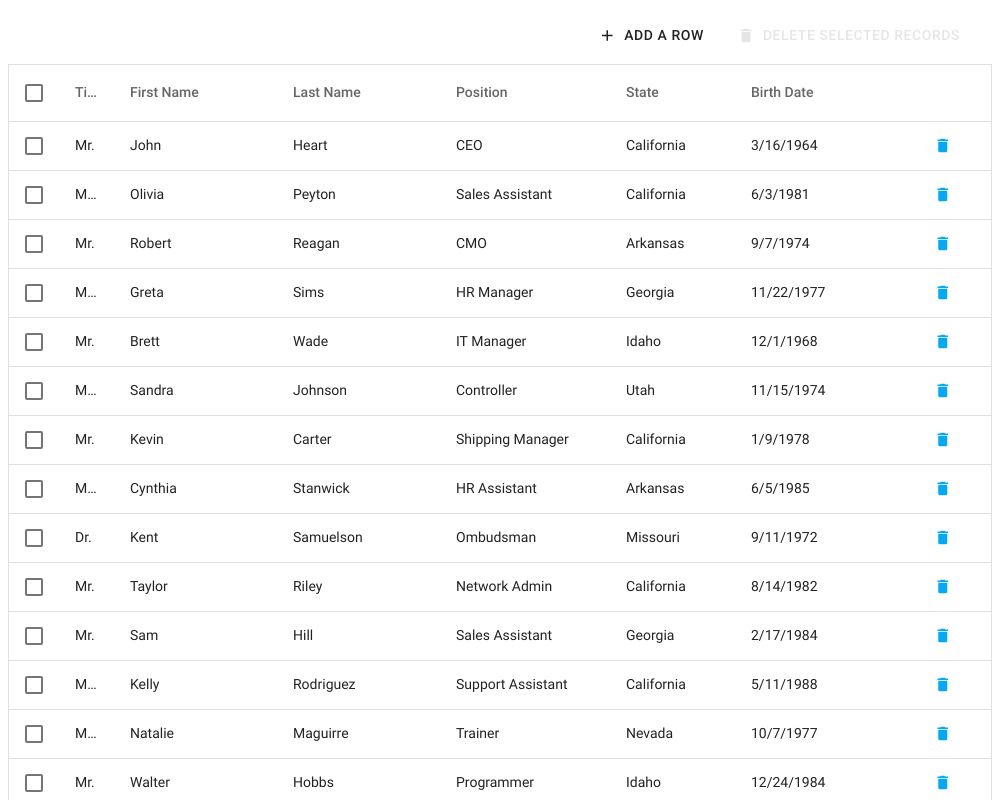 ADD A ROW DELETE SELECTED RECORDS
Ti... First Name Last Name Position State Birth Date
Mr. John Heart CEO California 3/16/1964
M... Olivia Peyton Sales Assistant California 6/3/1981
Mr. Robert Reagan CMO Arkansas 9/7/1974
M... Greta Sims HR Manager Georgia 11/22/1977
Mr. Brett Wade IT Manager Idaho 12/1/1968
M... Sandra Johnson Controller Utah 11/15/1974
Mr. Kevin Carter Shipping Manager California 1/9/1978
M... Cynthia Stanwick HR Assistant Arkansas 6/5/1985
Dr. Kent Samuelson Ombudsman Missouri 9/11/1972
Mr. Taylor Riley Network Admin California 8/14/1982
Mr. Sam Hill Sales Assistant Georgia 2/17/1984
M... Kelly Rodriguez Support Assistant California 5/11/1988
M... Natalie Maguirre Trainer Nevada 10/7/1977
Mr. Walter Hobbs Programmer Idaho 12/24/1984